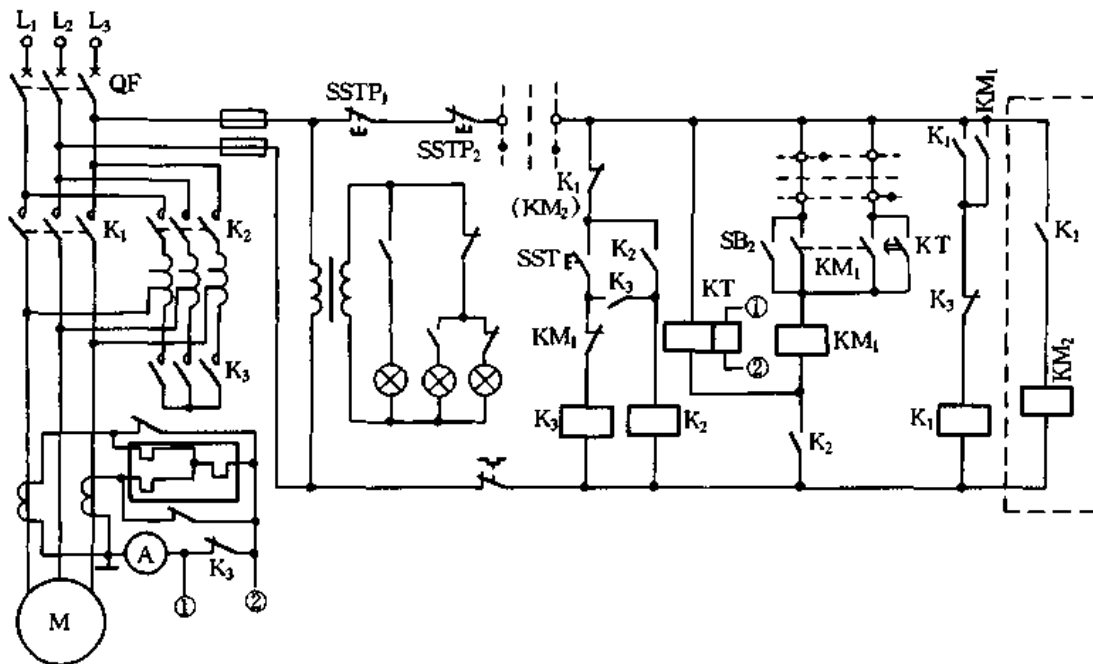 L₁ L₂ L₃
QF
SSTP₁
SSTP₂
K₁
(KM₂)
SST
K₂
K₃
KM₁
K₃
K₂
KT
①
②
SB₂
KM₁
KT
KM₁
K₂
K₁
KM₁
K₃
K₁
K₁
KM₂
K₁
K₂
K₃
A
K₃
①
②
M